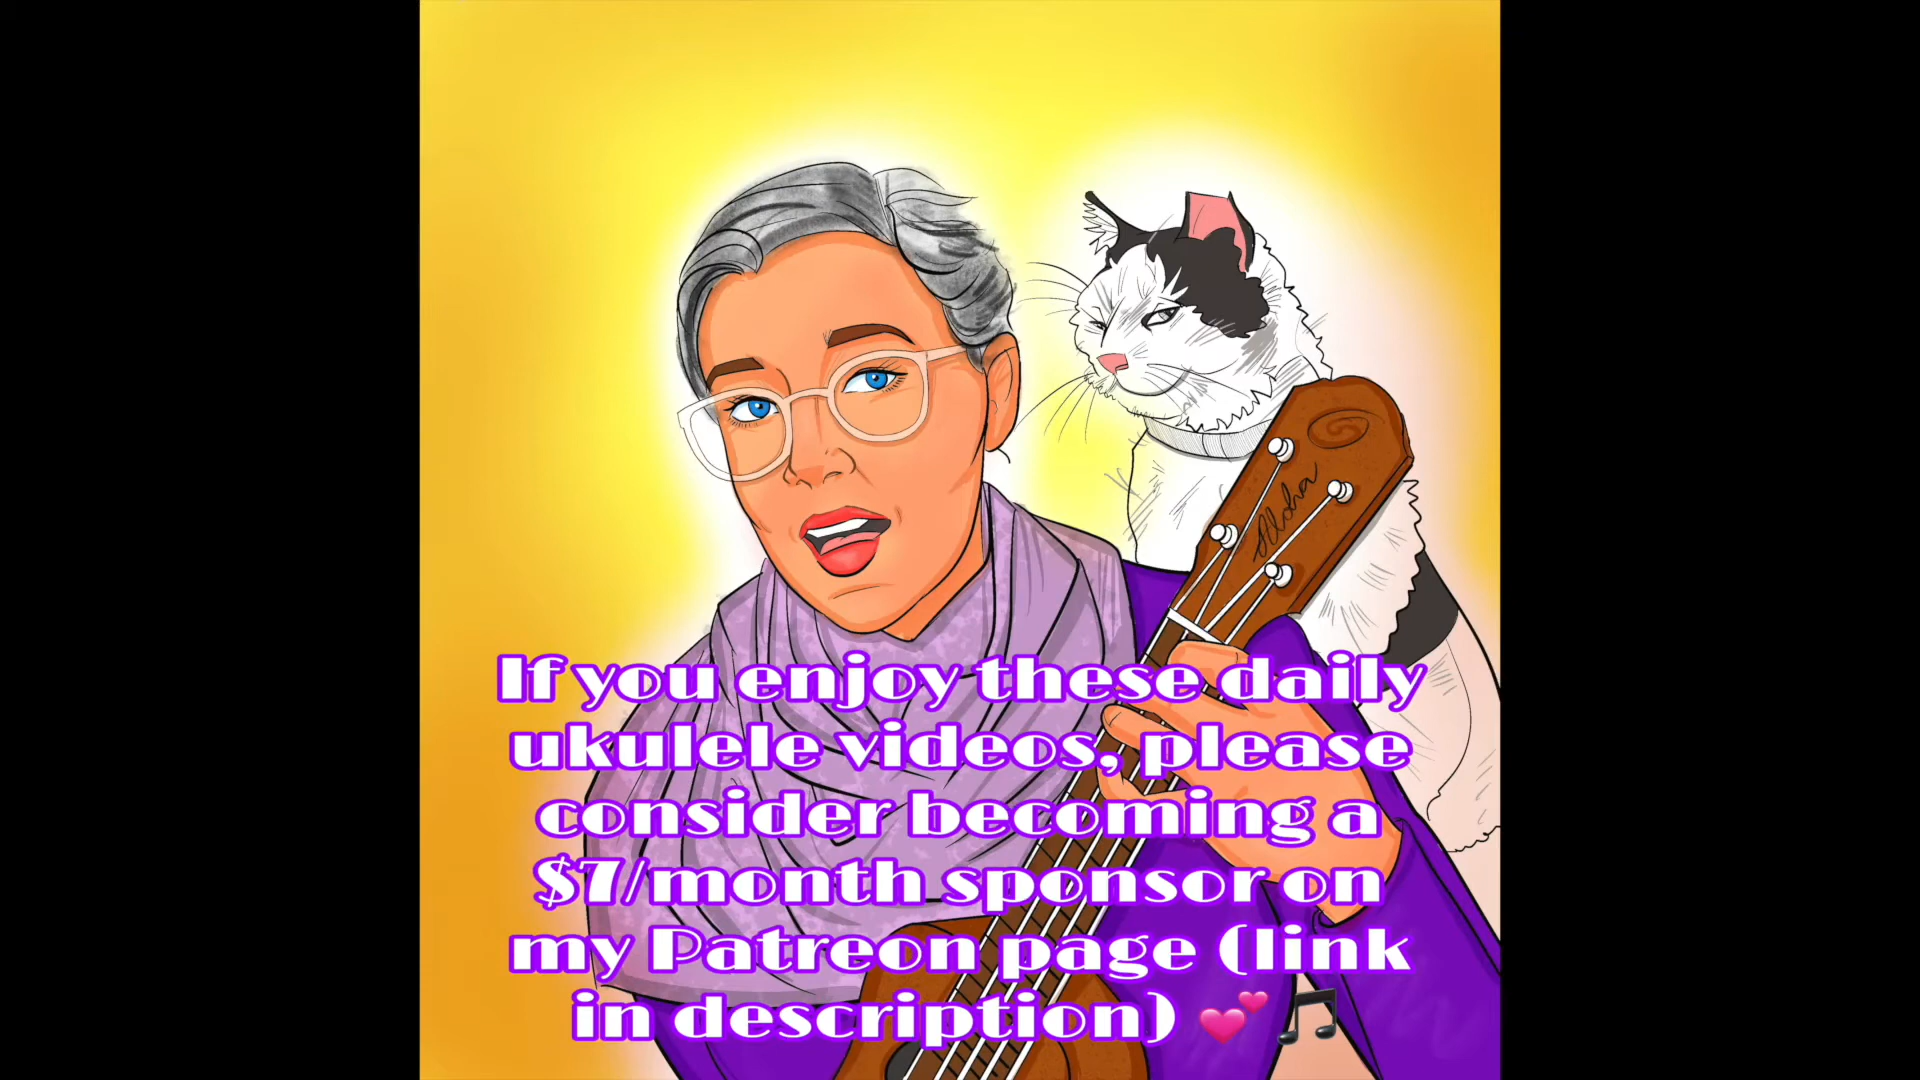 Aloha
If you enjoy these daily
ukulele videos, please
consider becoming a
$7/month sponsor on
my Patreon page (link
in description) 💕🎵